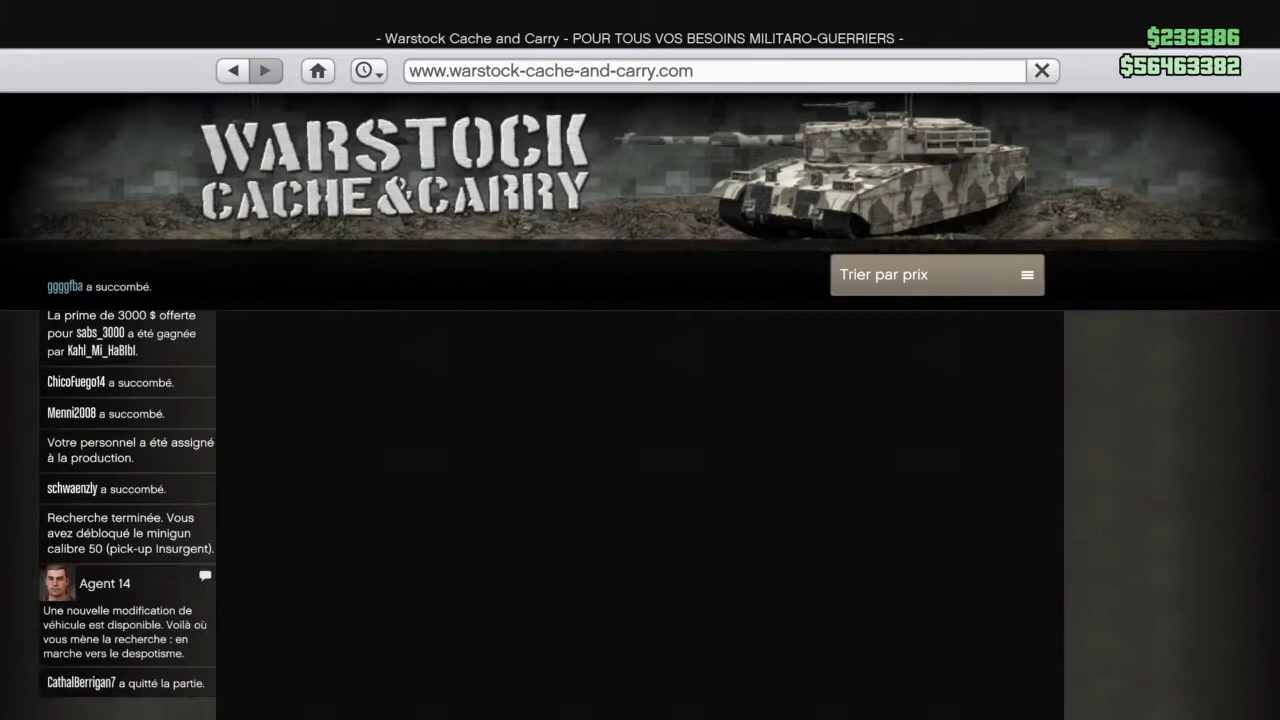 - Warstock Cache and Carry - POUR TOUS VOS BESOINS MILITARO-GUERRIERS -
$233386
$56463382
www.warstock-cache-and-carry.com
WARSTOCK
CACHE&CARRY
Trier par prix
ggggfba a succombé.
La prime de 3000 $ offerte
pour sabs_3000 a été gagnée
par Kahl_Mi_HaBIbI.
ChicoFuego14 a succombé.
Menni2008 a succombé.
Votre personnel a été assigné
à la production.
schwaenzly a succombé.
Recherche terminée. Vous
avez débloqué le minigun
calibre 50 (pick-up Insurgent).
Agent 14
Une nouvelle modification de
véhicule est disponible. Voilà où
vous mène la recherche : en
marche vers le despotisme.
CathalBerrigan7 a quitté la partie.